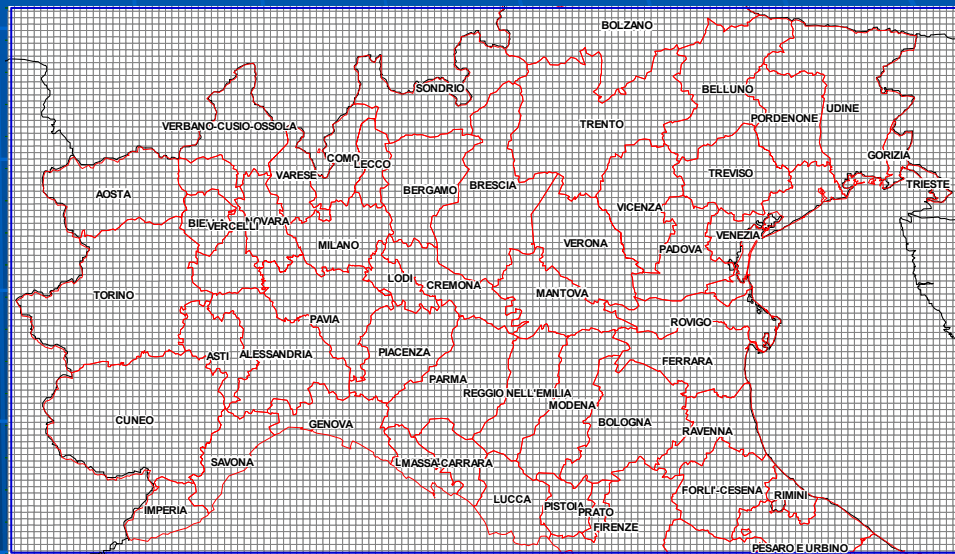 BOLZANO
SONDRIO
BELLUNO
UDINE
PORDENONE
TRENTO
VERBANO-CUSIO-OSSOLA
COMO
LECCO
GORIZIA
VARESE
TREVISO
TRIESTE
BERGAMO
BRESCIA
AOSTA
VICENZA
NOVARA
VERCELLI
VENEZIA
MILANO
VERONA
PADOVA
LODI
CREMONA
MANTOVA
TORINO
PAVIA
ROVIGO
ASTI
ALESSANDRIA
PIACENZA
FERRARA
PARMA
REGGIO NELL'EMILIA
MODENA
CUNEO
GENOVA
BOLOGNA
RAVENNA
SAVONA
MASSA-CARRARA
FORLI'-CESENA
RIMINI
LUCCA
PISTOIA
PRATO
IMPERIA
FIRENZE
PESARO E URBINO